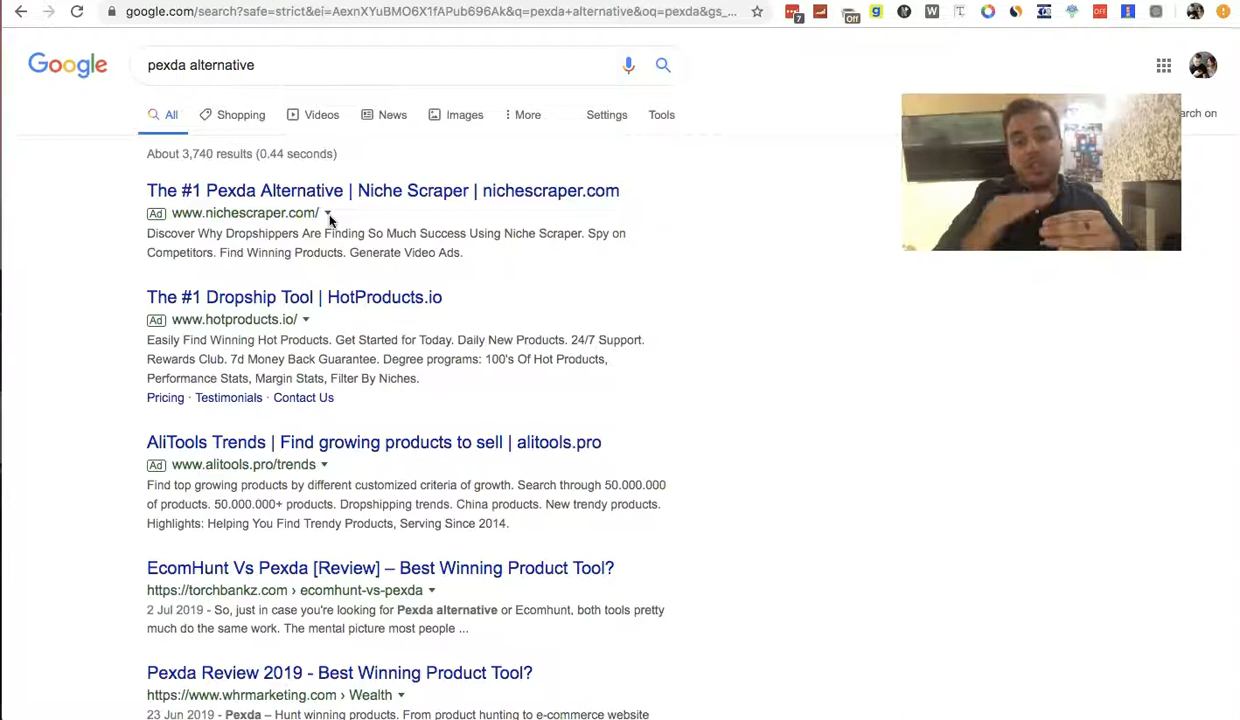 google.com/search?safe=strict&ei=AexnXYuBMO6X1fAPub696Ak&q=pexda+alternative&oq=pexda&gs_...
7
Off
W
T
OFF
Google
pexda alternative
All
Shopping
Videos
News
Images
More
Settings
Tools
arch on
About 3,740 results (0.44 seconds)
The #1 Pexda Alternative | Niche Scraper | nichescraper.com
Ad www.nichescraper.com/
Discover Why Dropshippers Are Finding So Much Success Using Niche Scraper. Spy on
Competitors. Find Winning Products. Generate Video Ads.
The #1 Dropship Tool | HotProducts.io
Ad www.hotproducts.io/
Easily Find Winning Hot Products. Get Started for Today. Daily New Products. 24/7 Support.
Rewards Club. 7d Money Back Guarantee. Degree programs: 100's Of Hot Products,
Performance Stats, Margin Stats, Filter By Niches.
Pricing · Testimonials · Contact Us
AliTools Trends | Find growing products to sell | alitools.pro
Ad www.alitools.pro/trends
Find top growing products by different customized criteria of growth. Search through 50.000.000
of products. 50.000.000+ products. Dropshipping trends. China products. New trendy products.
Highlights: Helping You Find Trendy Products, Serving Since 2014.
EcomHunt Vs Pexda [Review] – Best Winning Product Tool?
https://torchbankz.com › ecomhunt-vs-pexda
2 Jul 2019 - So, just in case you're looking for Pexda alternative or Ecomhunt, both tools pretty
much do the same work. The mental picture most people ...
Pexda Review 2019 - Best Winning Product Tool?
https://www.whrmarketing.com › Wealth
23 Jun 2019 - Pexda – Hunt winning products. From product hunting to e-commerce website